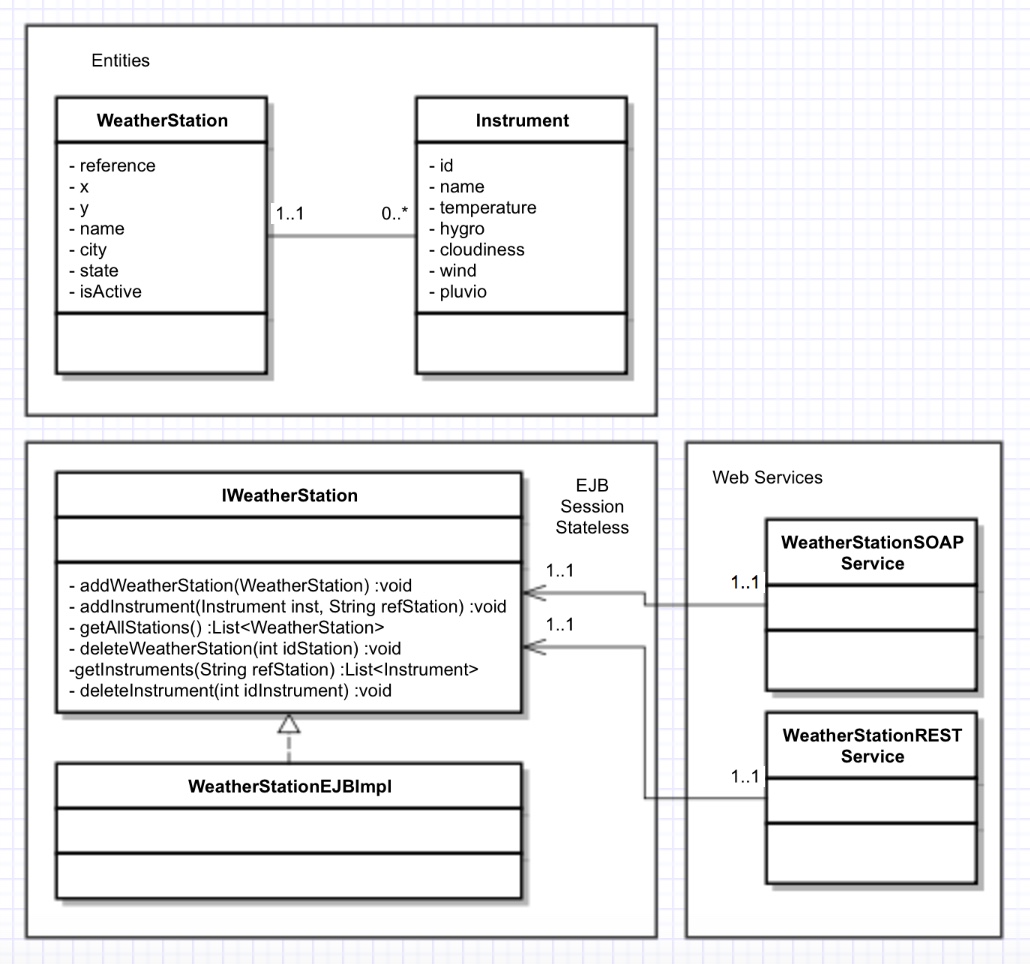 Entities
WeatherStation
- reference
- x
- y
- name
- city
- state
- isActive
1..1
0..*
Instrument
- id
- name
- temperature
- hygro
- cloudiness
- wind
- pluvio
IWeatherStation
- addWeatherStation(WeatherStation) :void
- addInstrument(Instrument inst, String refStation) :void
- getAllStations() :List<WeatherStation>
- deleteWeatherStation(int idStation) :void
-getInstruments(String refStation) :List<Instrument>
- deleteInstrument(int idInstrument) :void
WeatherStationEJBImpl
EJB
Session
Stateless
1..1
1..1
Web Services
WeatherStationSOAP
Service
1..1
WeatherStationREST
Service
1..1